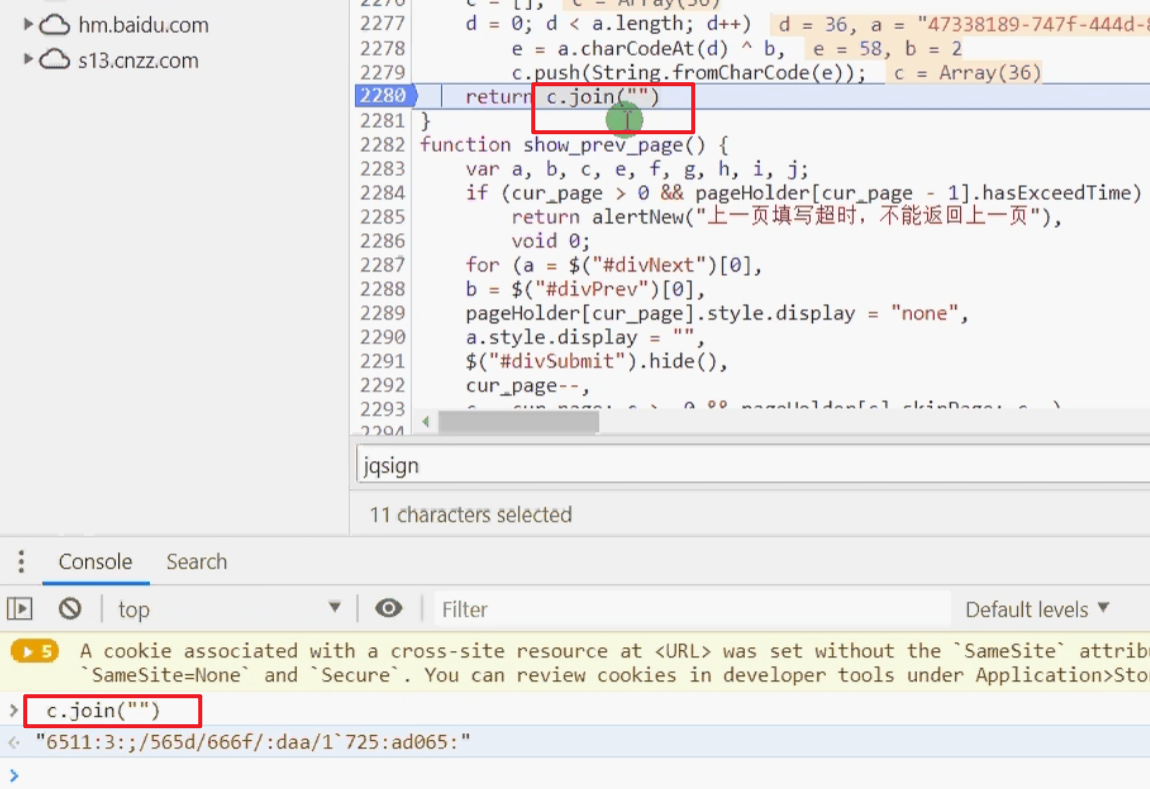 hm.baidu.com
s13.cnzz.com
2277 d = 0; d < a.length; d++) d = 36, a = "47338189-747f-444d-8
2278 e = a.charCodeAt(d) ^ b, e = 58, b = 2
2279 c.push(String.fromCharCode(e)); c = Array(36)
2280 return c.join("")
2281 }
2282 function show_prev_page() {
2283 var a, b, c, e, f, g, h, i, j;
2284 if (cur_page > 0 && pageHolder[cur_page - 1].hasExceedTime)
2285 return alertNew("上一页填写超时，不能返回上一页"),
2286 void 0;
2287 for (a = $("#divNext")[0],
2288 b = $("#divPrev")[0],
2289 pageHolder[cur_page].style.display = "none",
2290 a.style.display = "",
2291 $("#divSubmit").hide(),
2292 cur_page--,
2293
2294
jqsign
11 characters selected
Console Search
top Filter Default levels
5 A cookie associated with a cross-site resource at <URL> was set without the `SameSite` attrib
`SameSite=None` and `Secure`. You can review cookies in developer tools under Application>Sto
> c.join("")
"6511:3:;/565d/666f/:daa/1`725:ad065:"
>